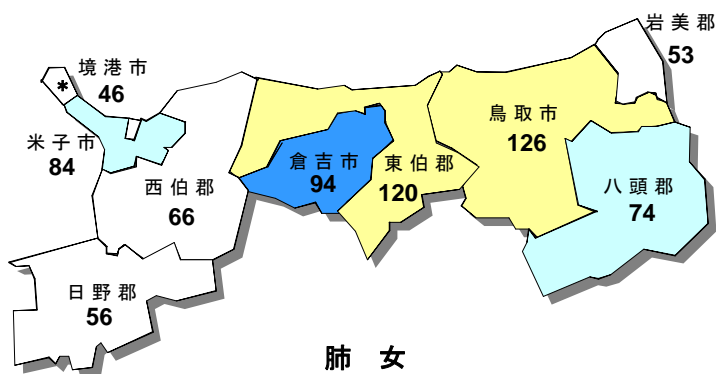 岩美郡
53
境港市
*
46
鳥取市
126
米子市
84
倉吉市
94
東伯郡
120
西伯郡
66
八頭郡
74
日野郡
56
肺 女